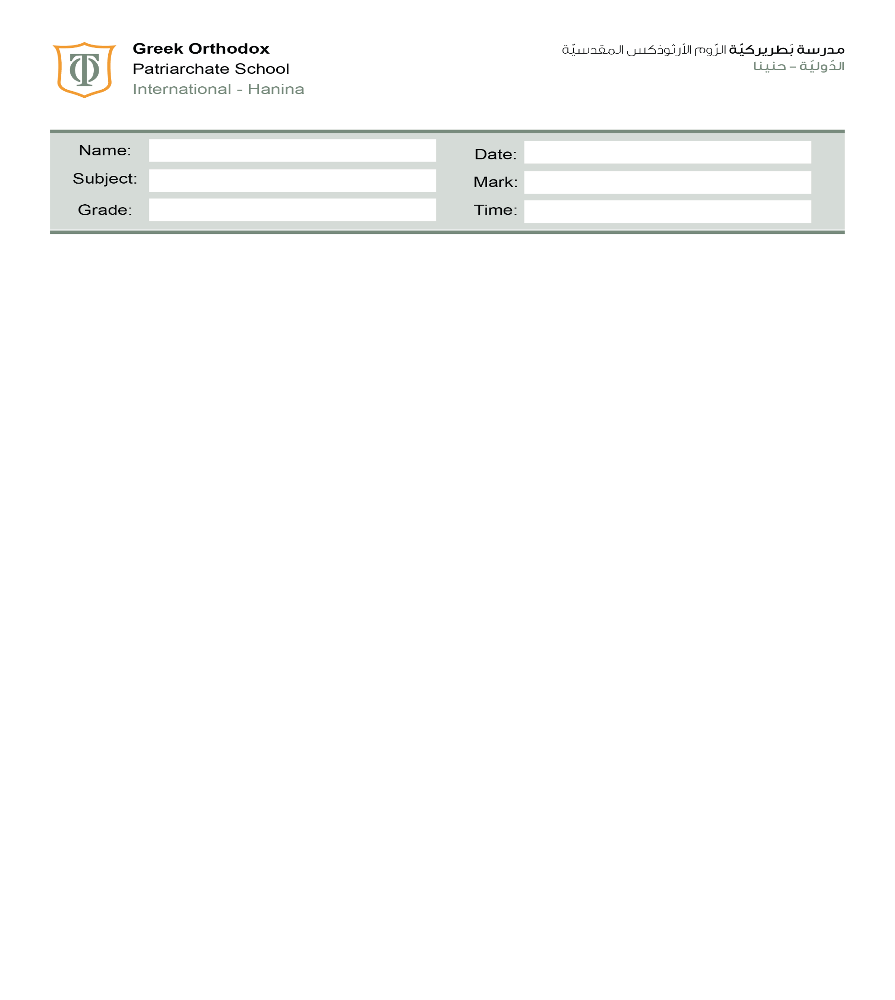 Greek Orthodox
Patriarchate School
International - Hanina
مدرسة بَطريركيّة الرّوم الأرثوذكس المقدسيّة
الدّوليّة - حنينا
Name:
Date:
Subject:
Mark:
Grade:
Time: